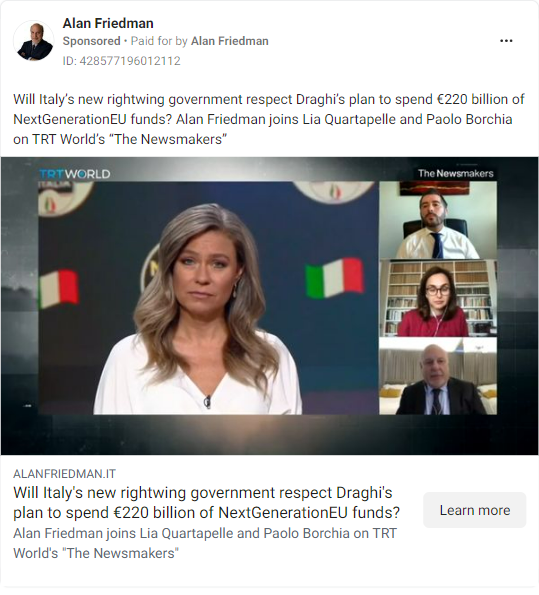 Alan Friedman
Sponsored • Paid for by Alan Friedman
ID: 428577196012112
Will Italy's new rightwing government respect Draghi's plan to spend €220 billion of
NextGenerationEU funds? Alan Friedman joins Lia Quartapelle and Paolo Borchia
on TRT World's "The Newsmakers"
TRT WORLD
The Newsmakers
ITALIA
ALANFRIEDMAN.IT
Will Italy's new rightwing government respect Draghi's
plan to spend €220 billion of NextGenerationEU funds?
Alan Friedman joins Lia Quartapelle and Paolo Borchia on TRT
World's "The Newsmakers"
Learn more